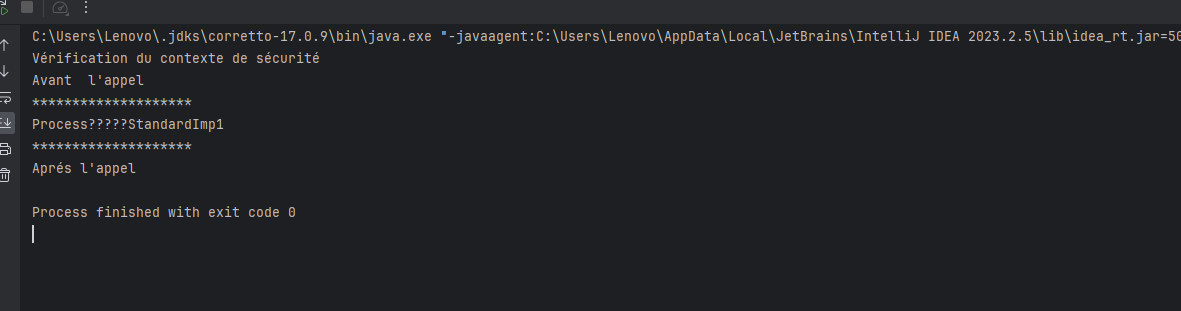 C:\Users\Lenovo\.jdks\corretto-17.0.9\bin\java.exe "-javaagent:C:\Users\Lenovo\AppData\Local\JetBrains\IntelliJ IDEA 2023.2.5\lib\idea_rt.jar=50
Vérification du contexte de sécurité
Avant  l'appel
********************
Process?????StandardImp1
********************
Aprés l'appel
Process finished with exit code 0